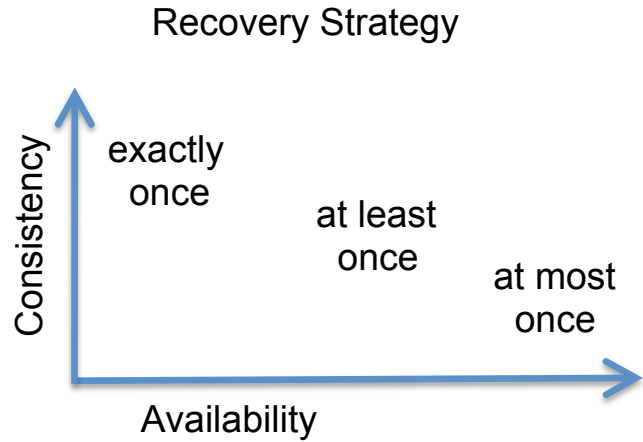 Recovery Strategy
Consistency
exactly
once
at least
once
at most
once
Availability